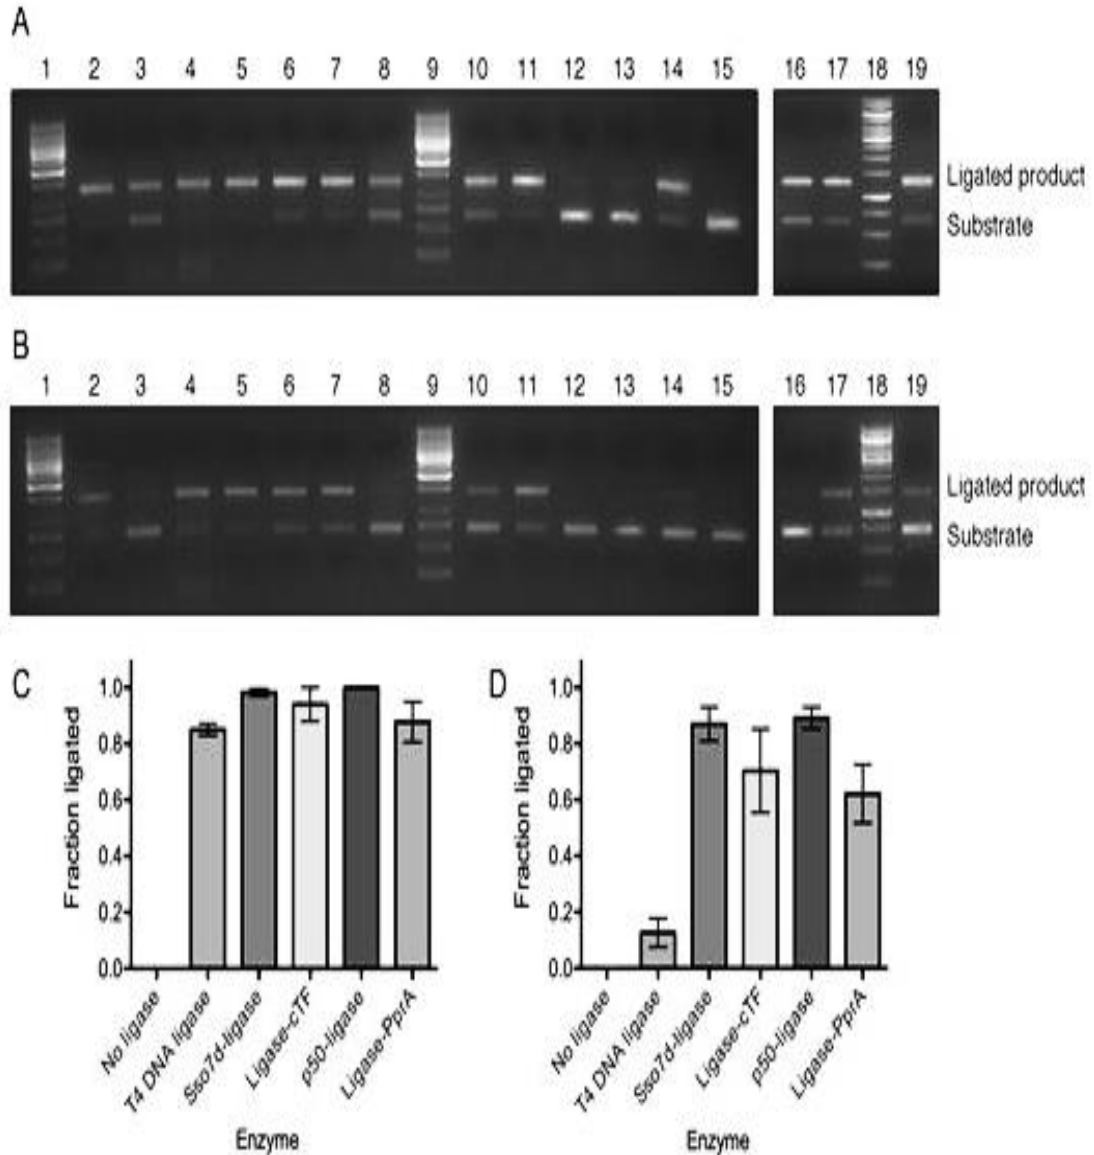 A
1 2 3 4 5 6 7 8 9 10 11 12 13 14 15 16 17 18 19
Ligated product
Substrate
B
1 2 3 4 5 6 7 8 9 10 11 12 13 14 15 16 17 18 19
Ligated product
Substrate
C
Fraction ligated
1.0
0.8
0.6
0.4
0.2
0.0
No ligase
T4 DNA ligase
Sso7d-ligase
Ligase-cTF
p50-ligase
Ligase-PprA
Enzyme
D
Fraction ligated
1.0
0.8
0.6
0.4
0.2
0.0
No ligase
T4 DNA ligase
Sso7d-ligase
Ligase-cTF
p50-ligase
Ligase-PprA
Enzyme